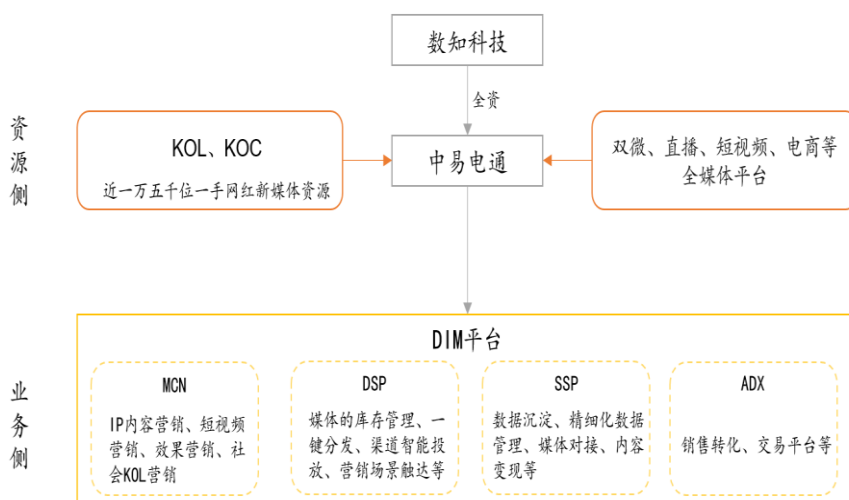 数知科技
全资
资源侧
KOL、KOC
近一万五千位一手网红新媒体资源
中易电通
双微、直播、短视频、电商等
全媒体平台
业务侧
DIM平台
MCN
IP内容营销、短视频
营销、效果营销、社
会KOL营销
DSP
媒体的库存管理、一
键分发、渠道智能投
放、营销场景触达等
SSP
数据沉淀、精细化数据
管理、媒体对接、内容
变现等
ADX
销售转化、交易平台等